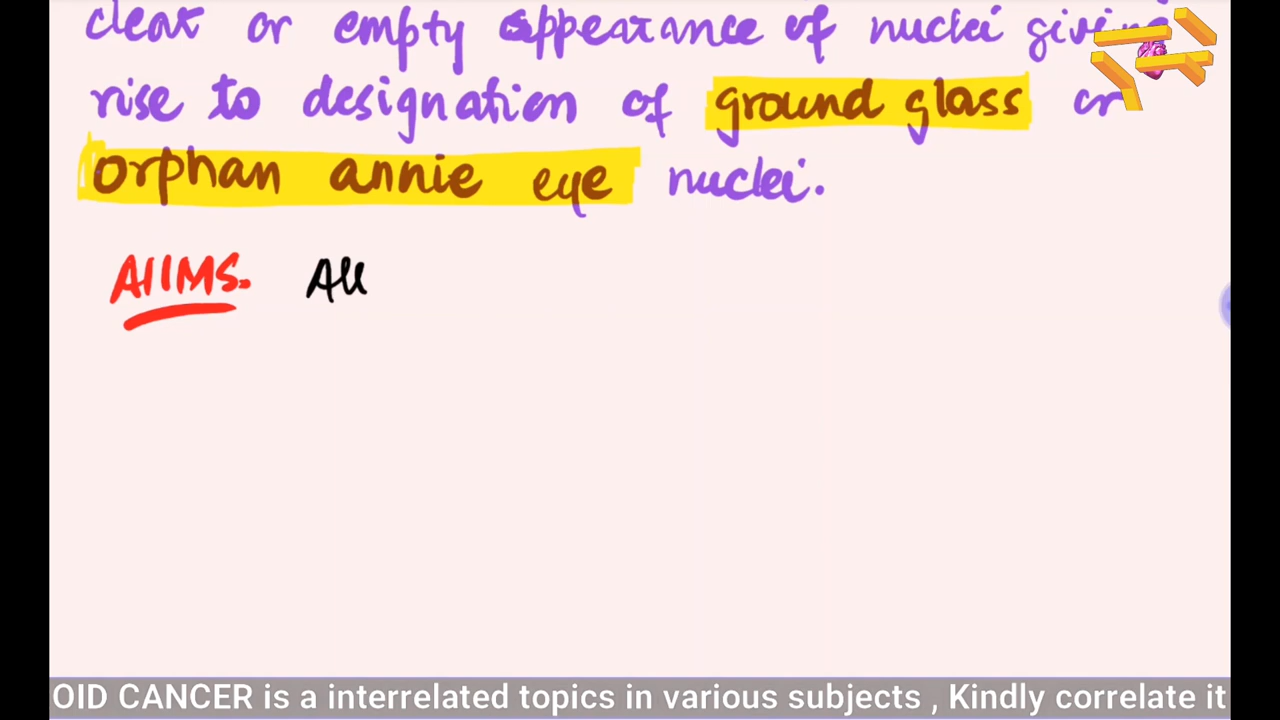 clear or empty appearance of nuclei giving
rise to designation of ground glass or
orphan annie eye nuclei.
AIIMS. All
OID CANCER is a interrelated topics in various subjects , Kindly correlate it